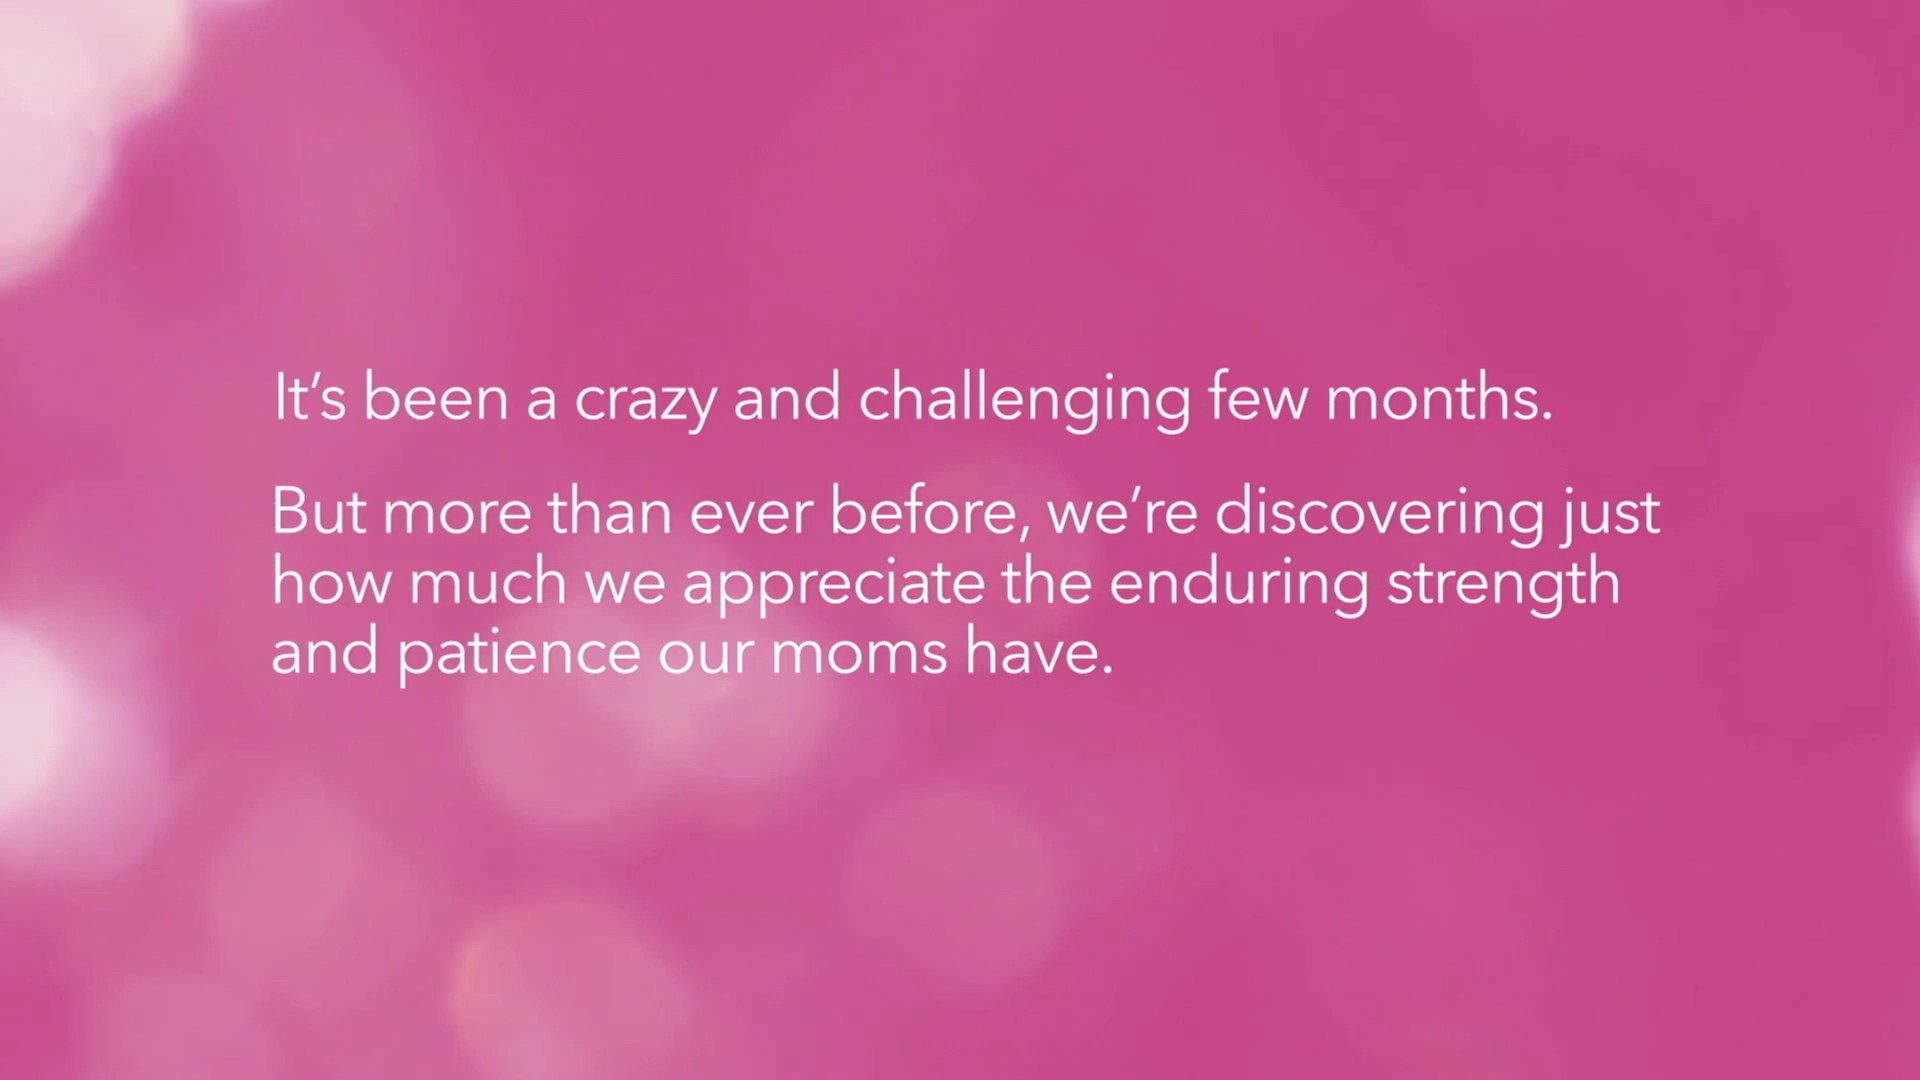 It’s been a crazy and challenging few months.
But more than ever before, we’re discovering just
how much we appreciate the enduring strength
and patience our moms have.